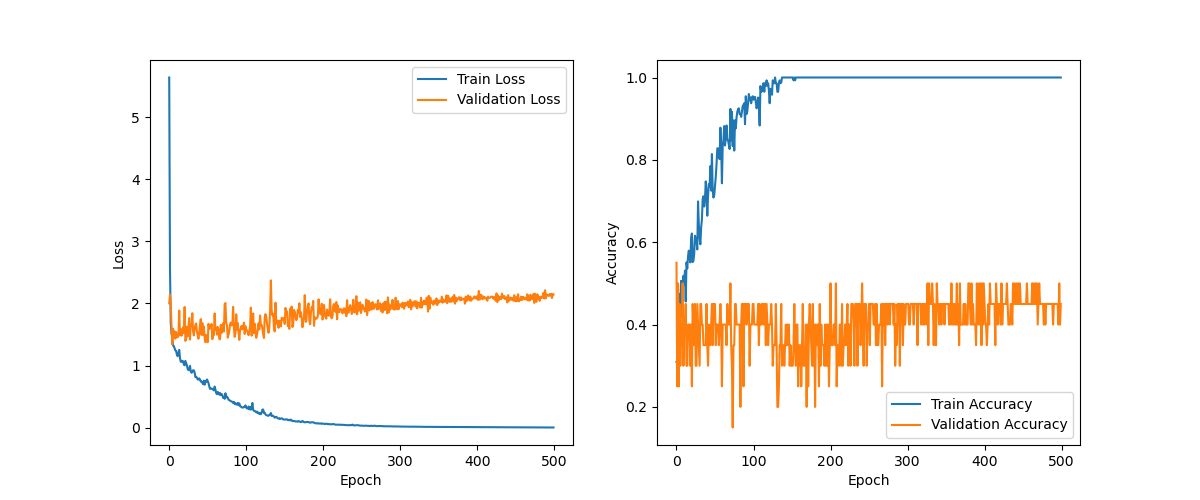 Train Loss
Validation Loss
5
4
3
2
1
0
Loss
0 100 200 300 400 500
Epoch
1.0
0.8
0.6
0.4
0.2
Accuracy
Train Accuracy
Validation Accuracy
0 100 200 300 400 500
Epoch